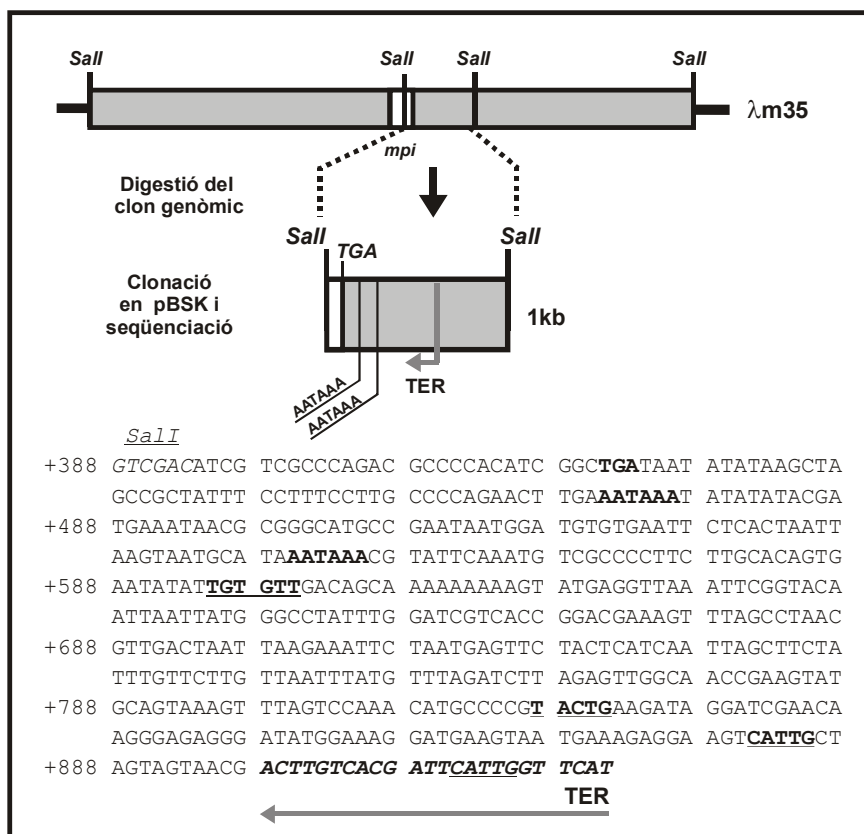 SalI SalI SalI SalI
λm35
mpi
Digestió del
clon genòmic
SalI SalI
TGA
Clonació
en pBSK i
seqüenciació
1kb
TER
AATAAA
AATAAA
SalI
+388 GTCGACATCG TCGCCCAGAC GCCCCACATC GGCTGATAAT ATATAAGCTA
GCCGCTATTT CCTTTCCTTG CCCCAGAACT TGAAATAAAT ATATATACGA
+488 TGAAATAACG CGGGCATGCC GAATAATGGA TGTGTGAATT CTCACTAATT
AAGTAATGCA TAAATAAACG TATTCAAATG TCGCCCCTTC TTGCACAGTG
+588 AATATATTGT GTTGACAGCA AAAAAAAAGT ATGAGGTTAA ATTCGGTACA
ATTAATTATG GGCCTATTTG GATCGTCACC GGACGAAAGT TTAGCCTAAC
+688 GTTGACTAAT TAAGAAATTC TAATGAGTTC TACTCATCAA TTAGCTTCTA
TTTGTTCTTG TTAATTTATG TTTAGATCTT AGAGTTGGCA ACCGAAGTAT
+788 GCAGTAAAGT TTAGTCCAAA CATGCCCCGT ACTGAAGATA GGATCGAACA
AGGGAGAGGG ATATGGAAAG GATGAAGTAA TGAAAGAGGA AGTCATTGCT
+888 AGTAGTAACG ACTTGTCACG ATTCATTGGT TCAT
TER